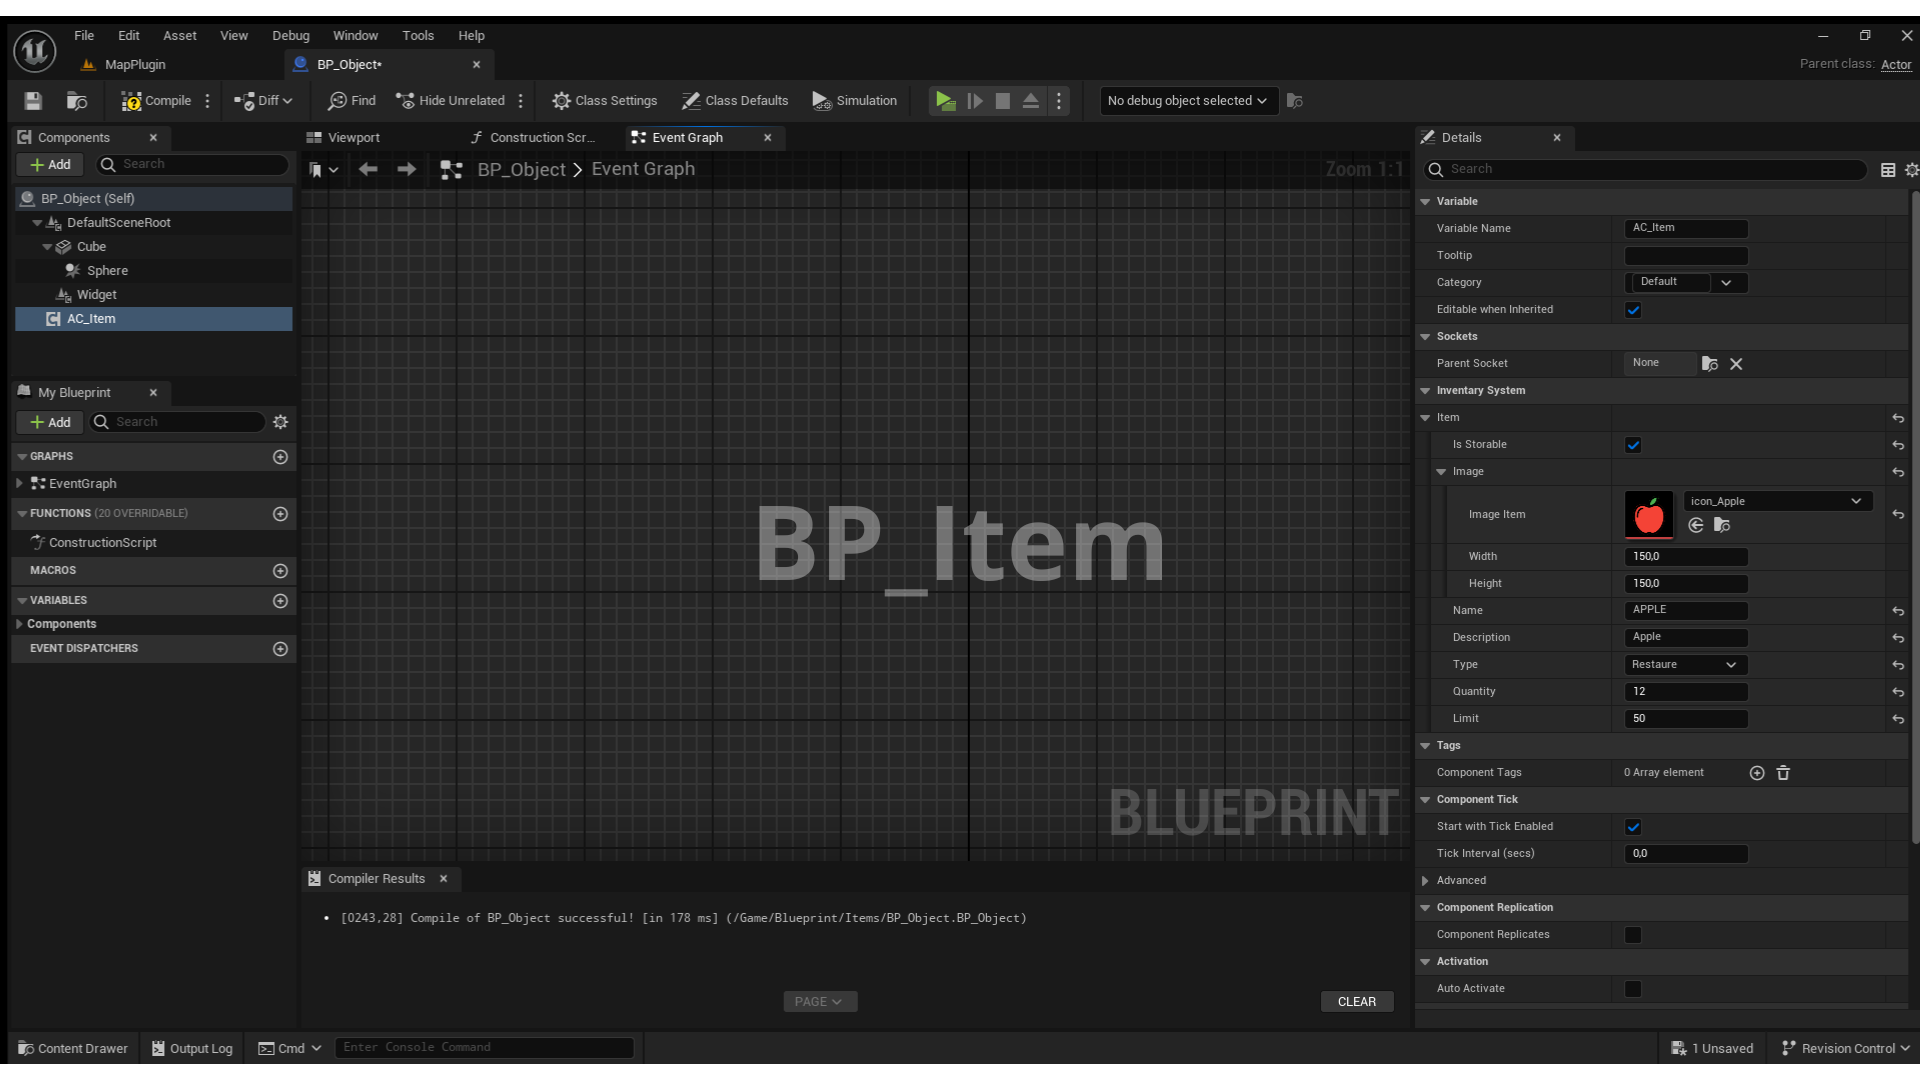 File Edit Asset View Debug Window Tools Help
MapPlugin BP_Object* Parent class: Actor
Compile Diff Find Hide Unrelated Class Settings Class Defaults Simulation No debug object selected
Components
Add Search
BP_Object (Self)
DefaultSceneRoot
Cube
Sphere
Widget
AC_Item
My Blueprint
Add Search
GRAPHS
EventGraph
FUNCTIONS (20 OVERRIDABLE)
ConstructionScript
MACROS
VARIABLES
Components
EVENT DISPATCHERS
Viewport Construction Scr... Event Graph
BP_Object > Event Graph Zoom 1:1
BP_Item
BLUEPRINT
Compiler Results
• [0243,28] Compile of BP_Object successful! [in 178 ms] (/Game/Blueprint/Items/BP_Object.BP_Object)
PAGE CLEAR
Details
Search
Variable
Variable Name AC_Item
Tooltip
Category Default
Editable when Inherited
Sockets
Parent Socket None
Inventory System
Item
Is Storable
Image
Image Item icon_Apple
Width 150,0
Height 150,0
Name APPLE
Description Apple
Type Restaure
Quantity 12
Limit 50
Tags
Component Tags 0 Array element
Component Tick
Start with Tick Enabled
Tick Interval (secs) 0,0
Advanced
Component Replication
Component Replicates
Activation
Auto Activate
Content Drawer Output Log Cmd Enter Console Command 1 Unsaved Revision Control